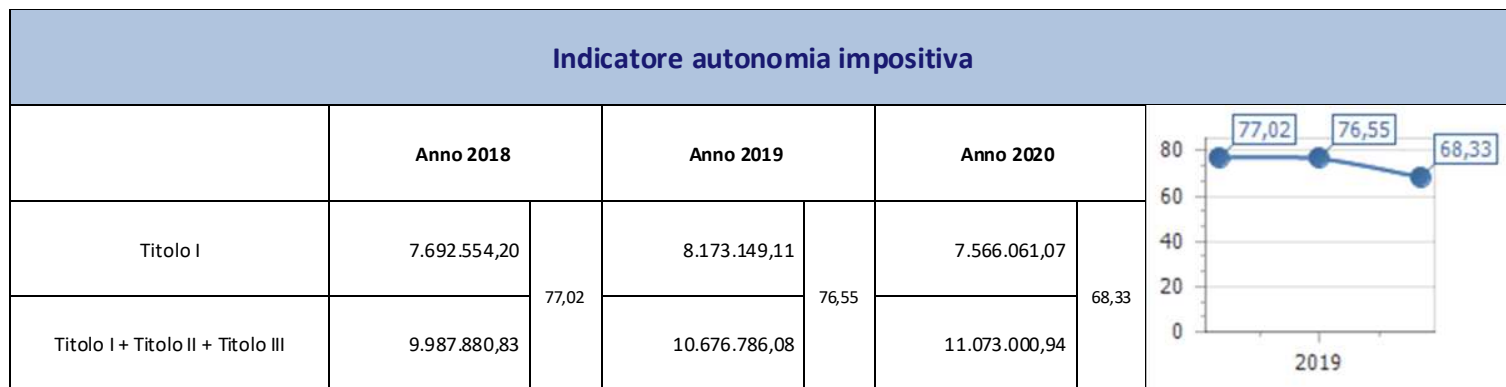 Indicatore autonomia impositiva
Anno 2018 Anno 2019 Anno 2020
Titolo I 7.692.554,20 77,02 8.173.149,11 76,55 7.566.061,07 68,33
Titolo I + Titolo II + Titolo III 9.987.880,83 10.676.786,08 11.073.000,94
77,02 76,55 68,33
80
60
40
20
0
2019